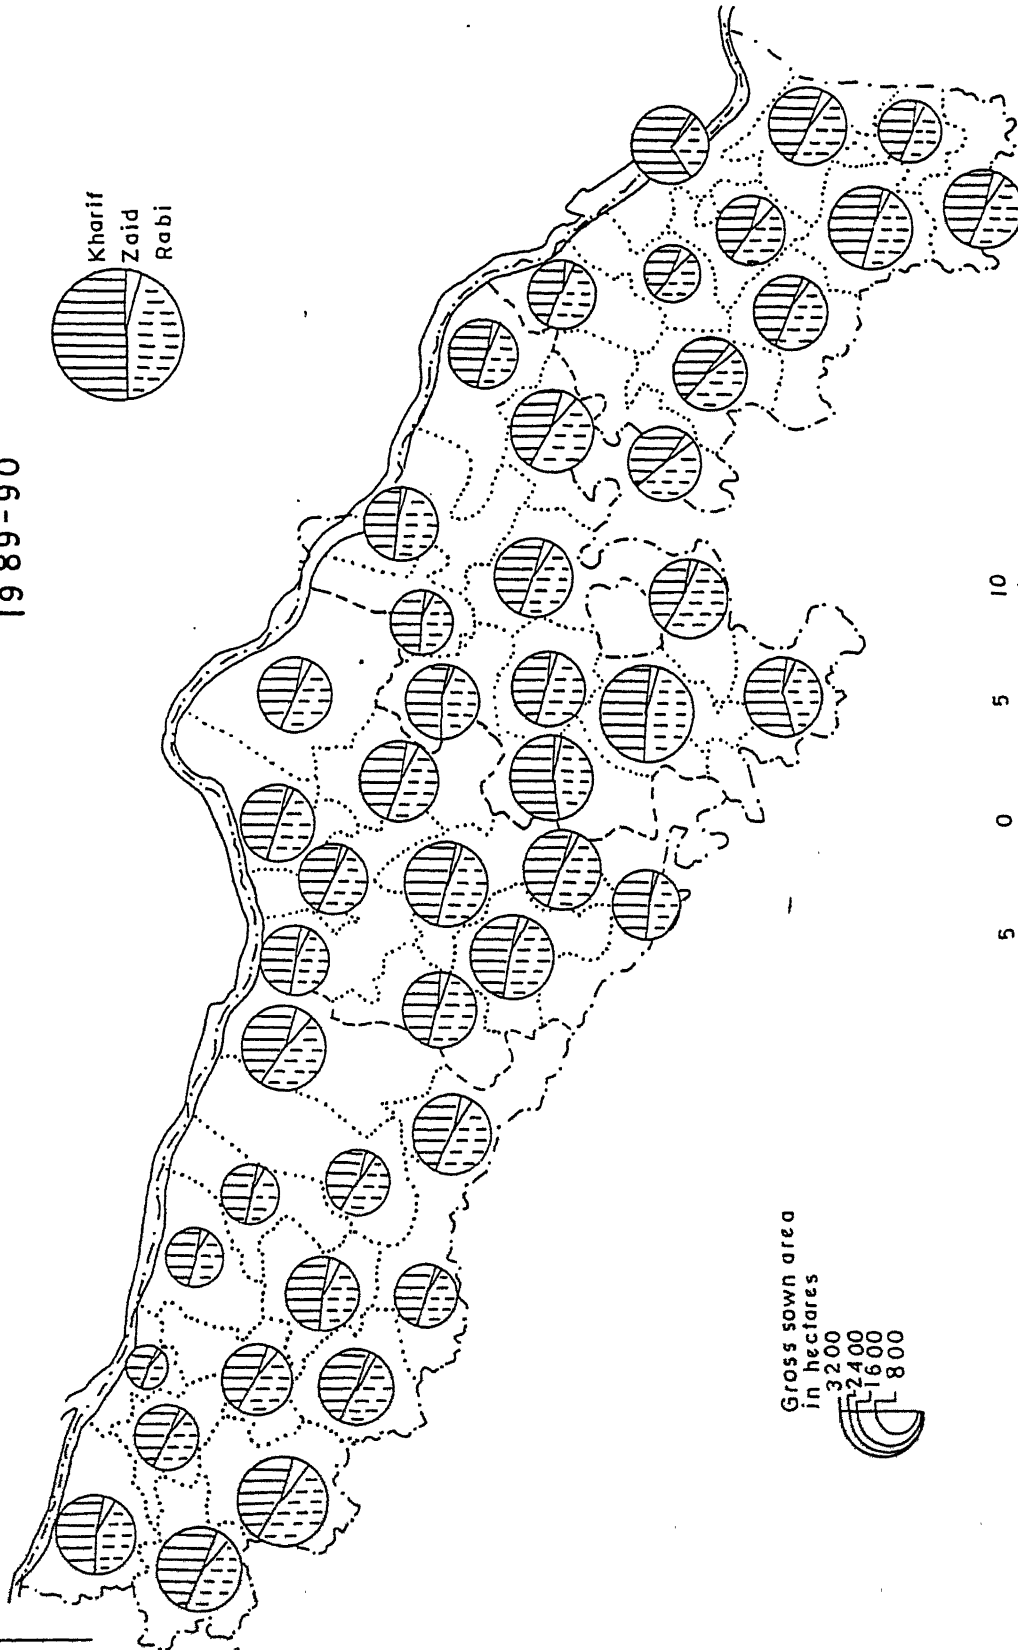 1989-90
Kharif
Zaid
Rabi
Gross sown area
in hectares
3200
2400
1600
800
5 0 5 10